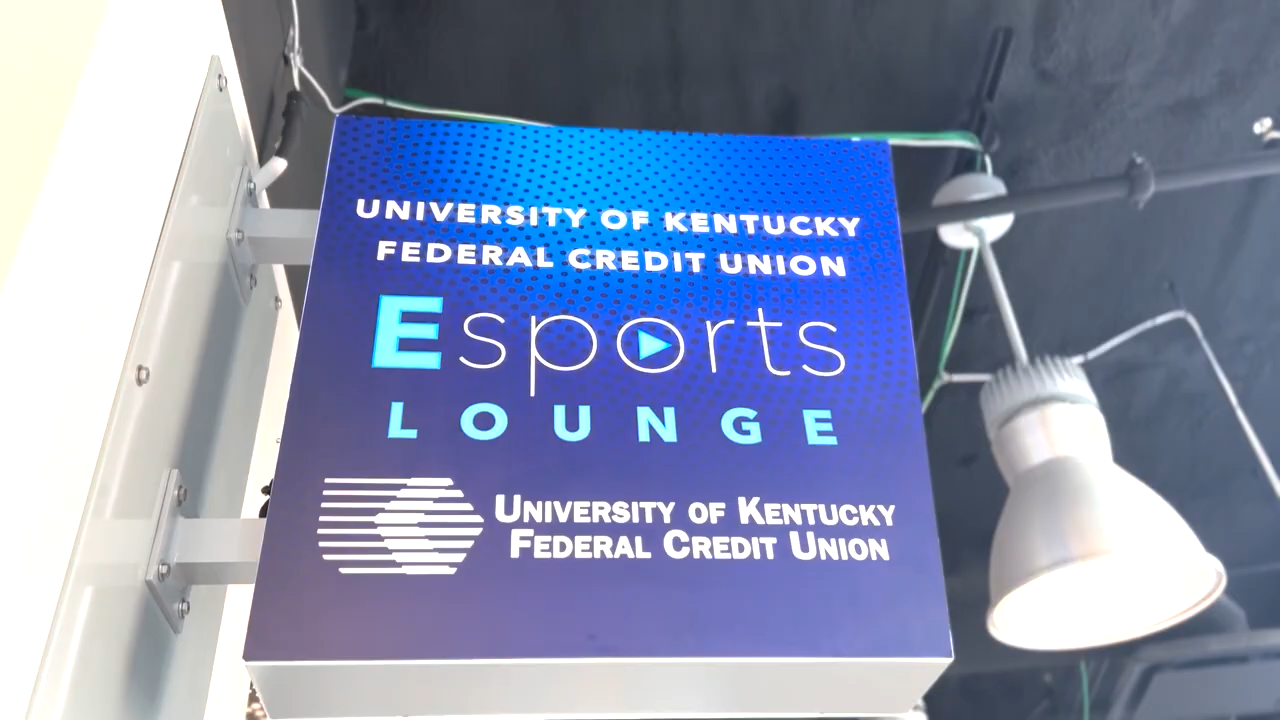 UNIVERSITY OF KENTUCKY
FEDERAL CREDIT UNION
Esports
LOUNGE
UNIVERSITY OF KENTUCKY
FEDERAL CREDIT UNION